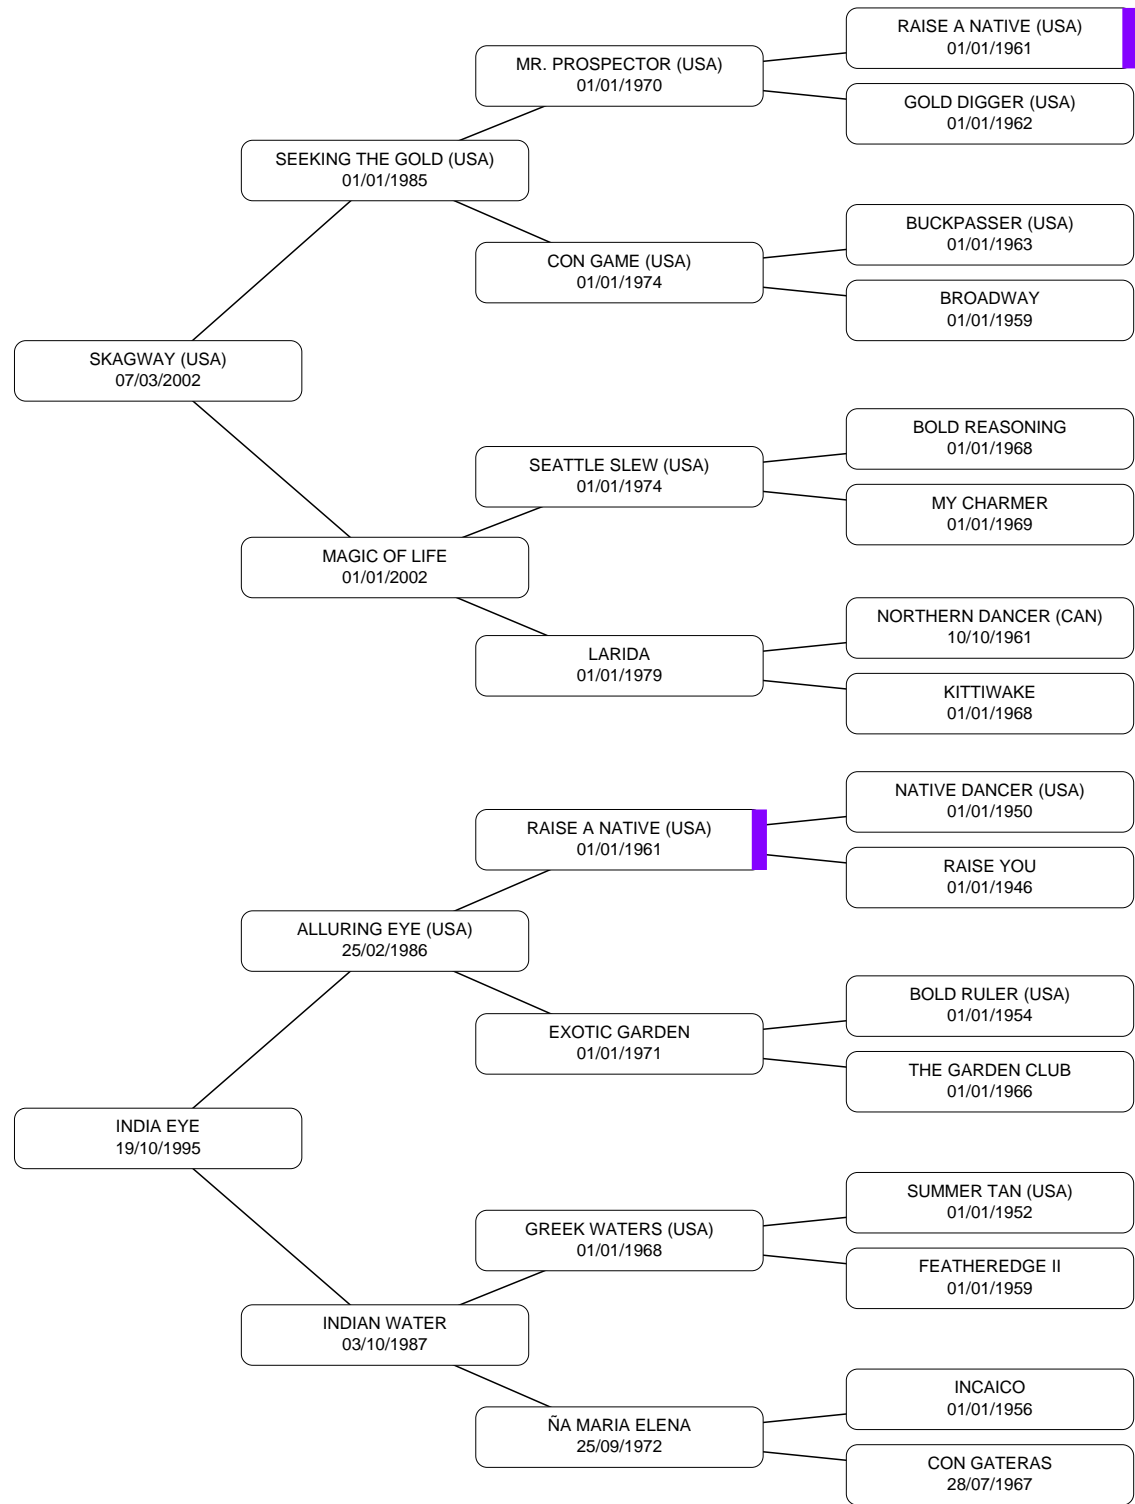 RAISE A NATIVE (USA)
01/01/1961
MR. PROSPECTOR (USA)
01/01/1970
GOLD DIGGER (USA)
01/01/1962
SEEKING THE GOLD (USA)
01/01/1985
BUCKPASSER (USA)
01/01/1963
CON GAME (USA)
01/01/1974
BROADWAY
01/01/1959
SKAGWAY (USA)
07/03/2002
BOLD REASONING
01/01/1968
SEATTLE SLEW (USA)
01/01/1974
MY CHARMER
01/01/1969
MAGIC OF LIFE
01/01/2002
NORTHERN DANCER (CAN)
10/10/1961
LARIDA
01/01/1979
KITTIWAKE
01/01/1968
NATIVE DANCER (USA)
01/01/1950
RAISE A NATIVE (USA)
01/01/1961
RAISE YOU
01/01/1946
ALLURING EYE (USA)
25/02/1986
BOLD RULER (USA)
01/01/1954
EXOTIC GARDEN
01/01/1971
THE GARDEN CLUB
01/01/1966
INDIA EYE
19/10/1995
SUMMER TAN (USA)
01/01/1952
GREEK WATERS (USA)
01/01/1968
FEATHEREDGE II
01/01/1959
INDIAN WATER
03/10/1987
INCAICO
01/01/1956
ÑA MARIA ELENA
25/09/1972
CON GATERAS
28/07/1967